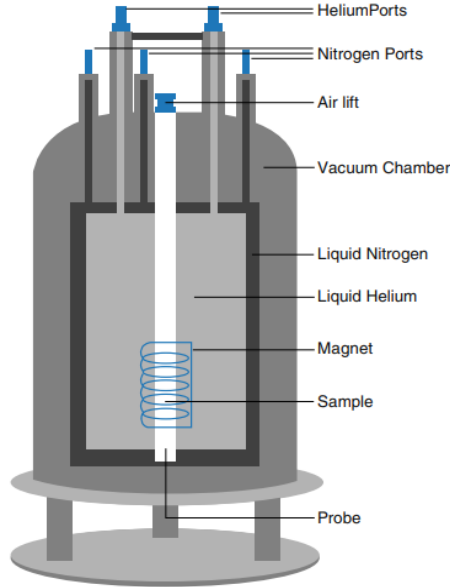 HeliumPorts
Nitrogen Ports
Air lift
Vacuum Chamber
Liquid Nitrogen
Liquid Helium
Magnet
Sample
Probe